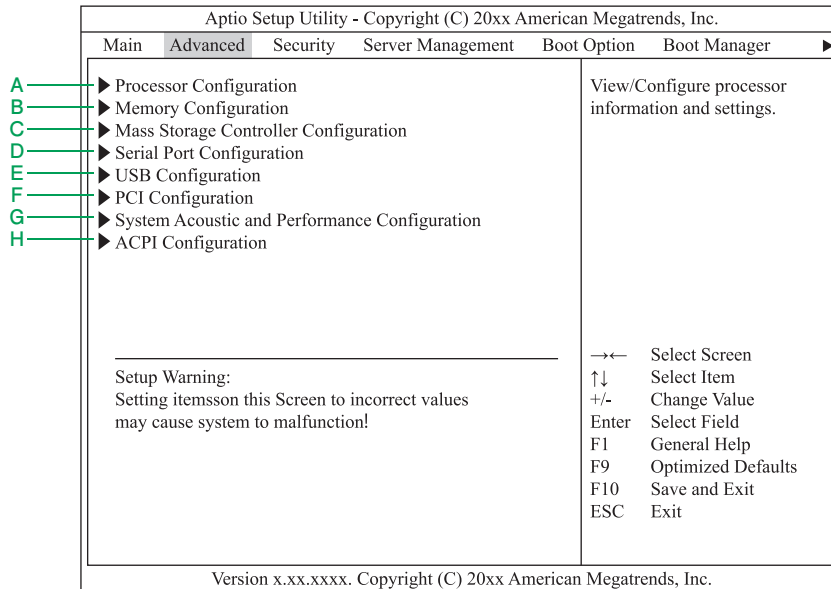 Aptio Setup Utility - Copyright (C) 20xx American Megatrends, Inc.
Main Advanced Security Server Management Boot Option Boot Manager ▶
A ▶ Processor Configuration
B ▶ Memory Configuration
C ▶ Mass Storage Controller Configuration
D ▶ Serial Port Configuration
E ▶ USB Configuration
F ▶ PCI Configuration
G ▶ System Acoustic and Performance Configuration
H ▶ ACPI Configuration
Setup Warning:
Setting itemsson this Screen to incorrect values
may cause system to malfunction!
View/Configure processor
information and settings.
→← Select Screen
↑↓ Select Item
+/- Change Value
Enter Select Field
F1 General Help
F9 Optimized Defaults
F10 Save and Exit
ESC Exit
Version x.xx.xxxx. Copyright (C) 20xx American Megatrends, Inc.